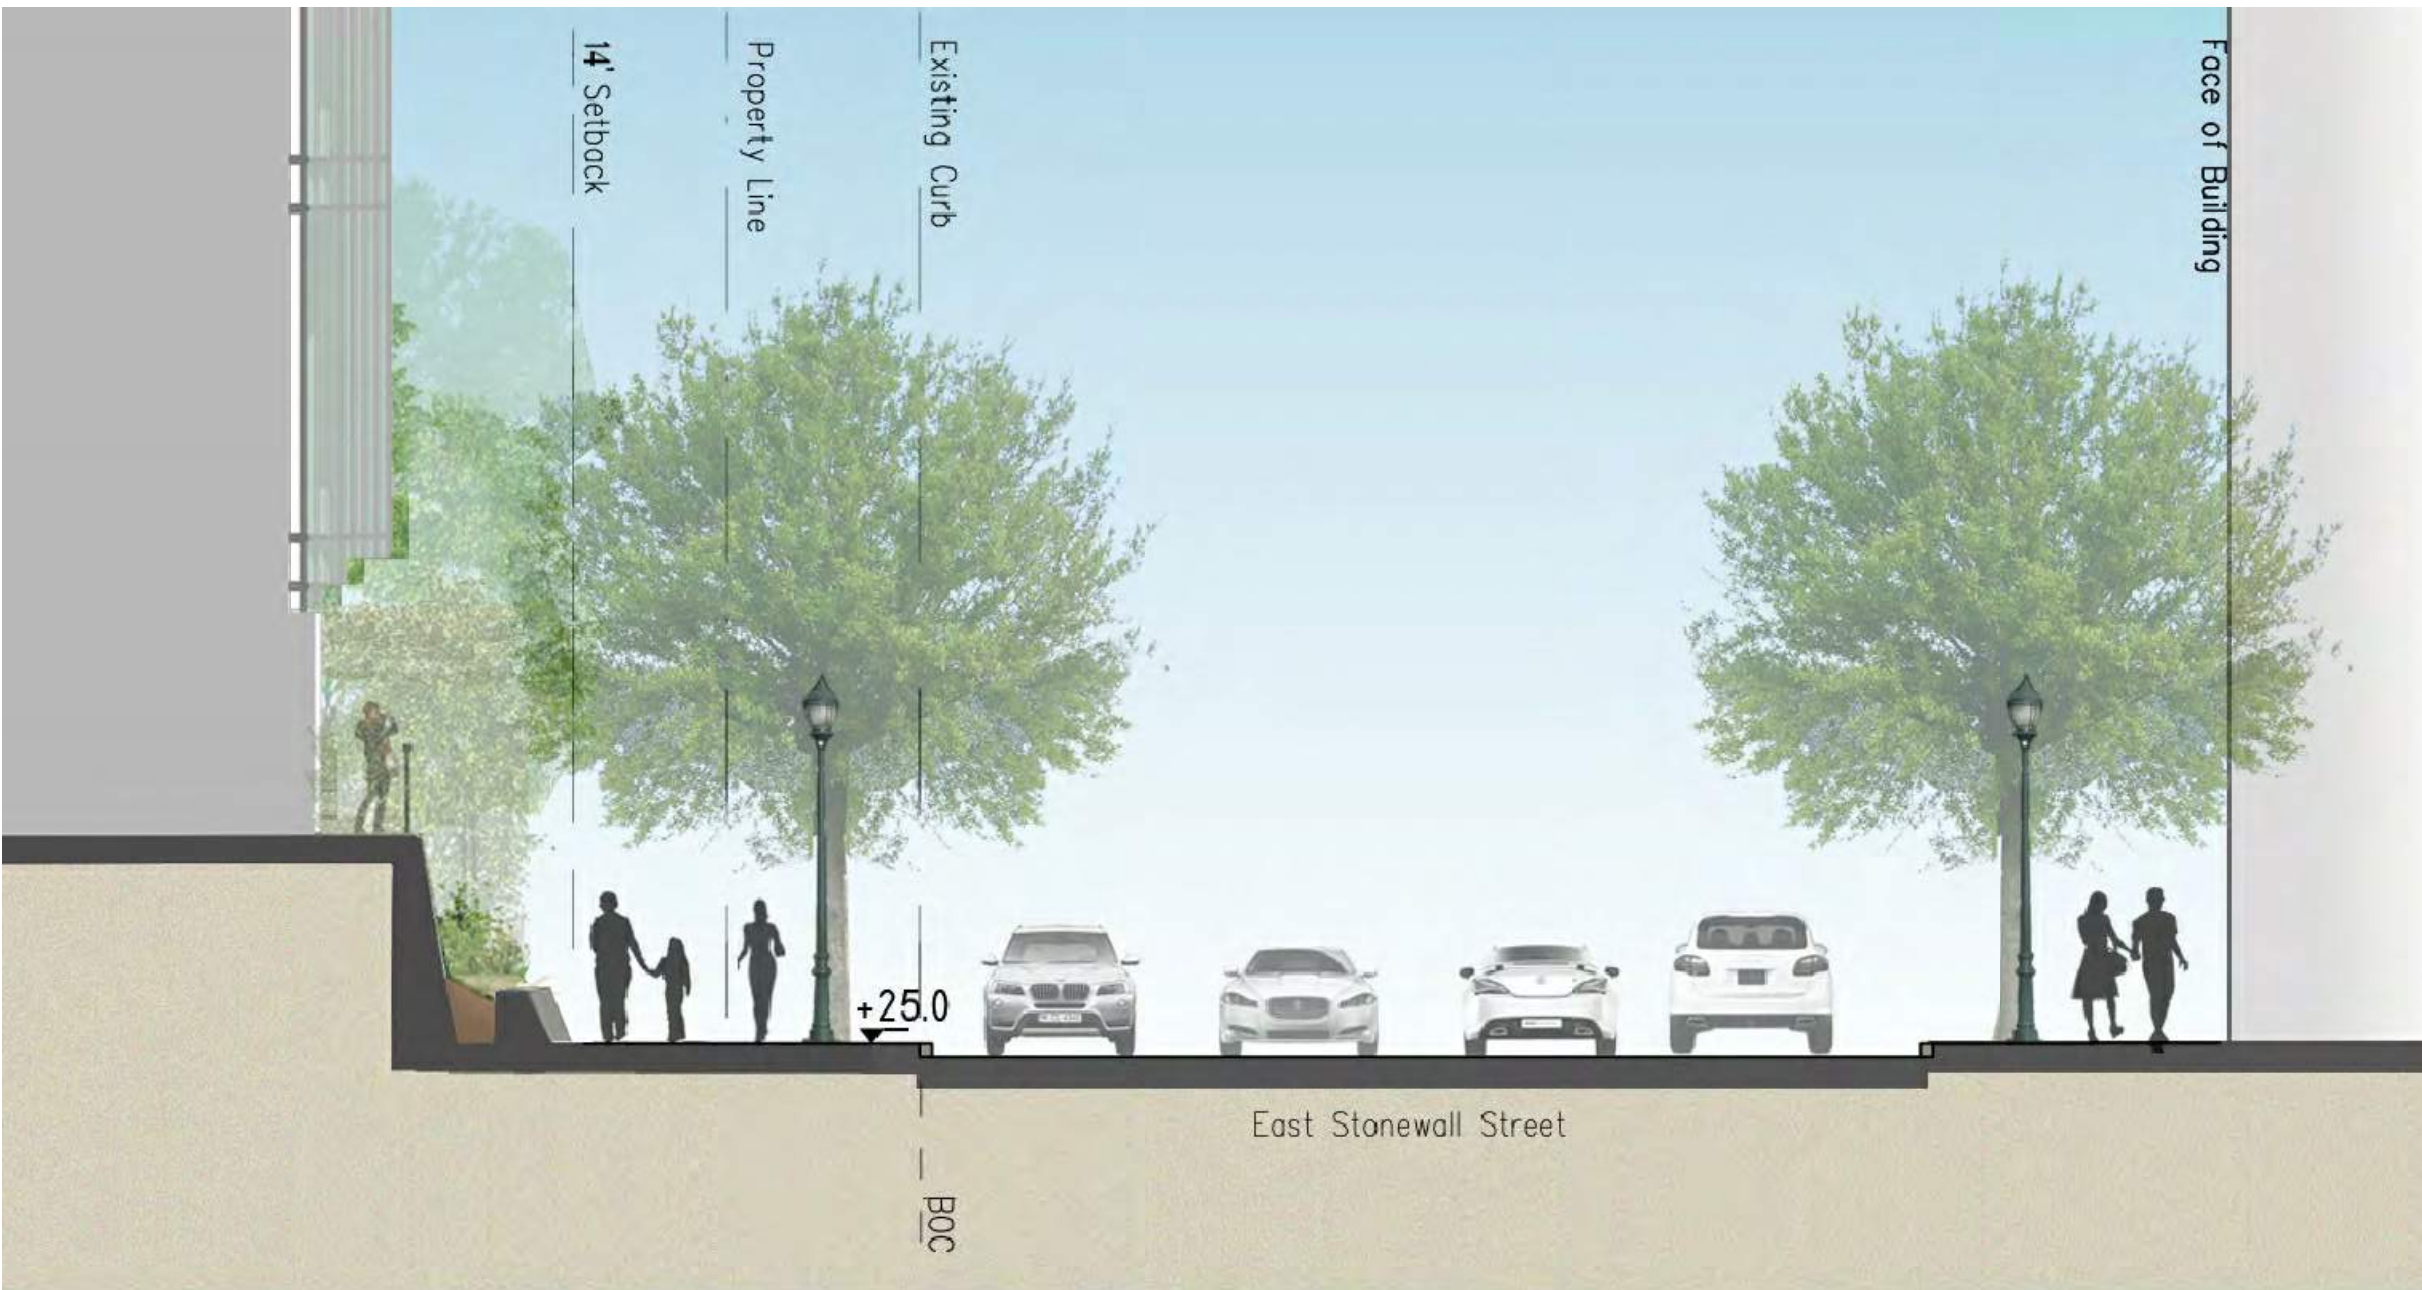 14' Setback
Property Line
Existing Curb
Face of Building
+25.0
East Stonewall Street
BOC